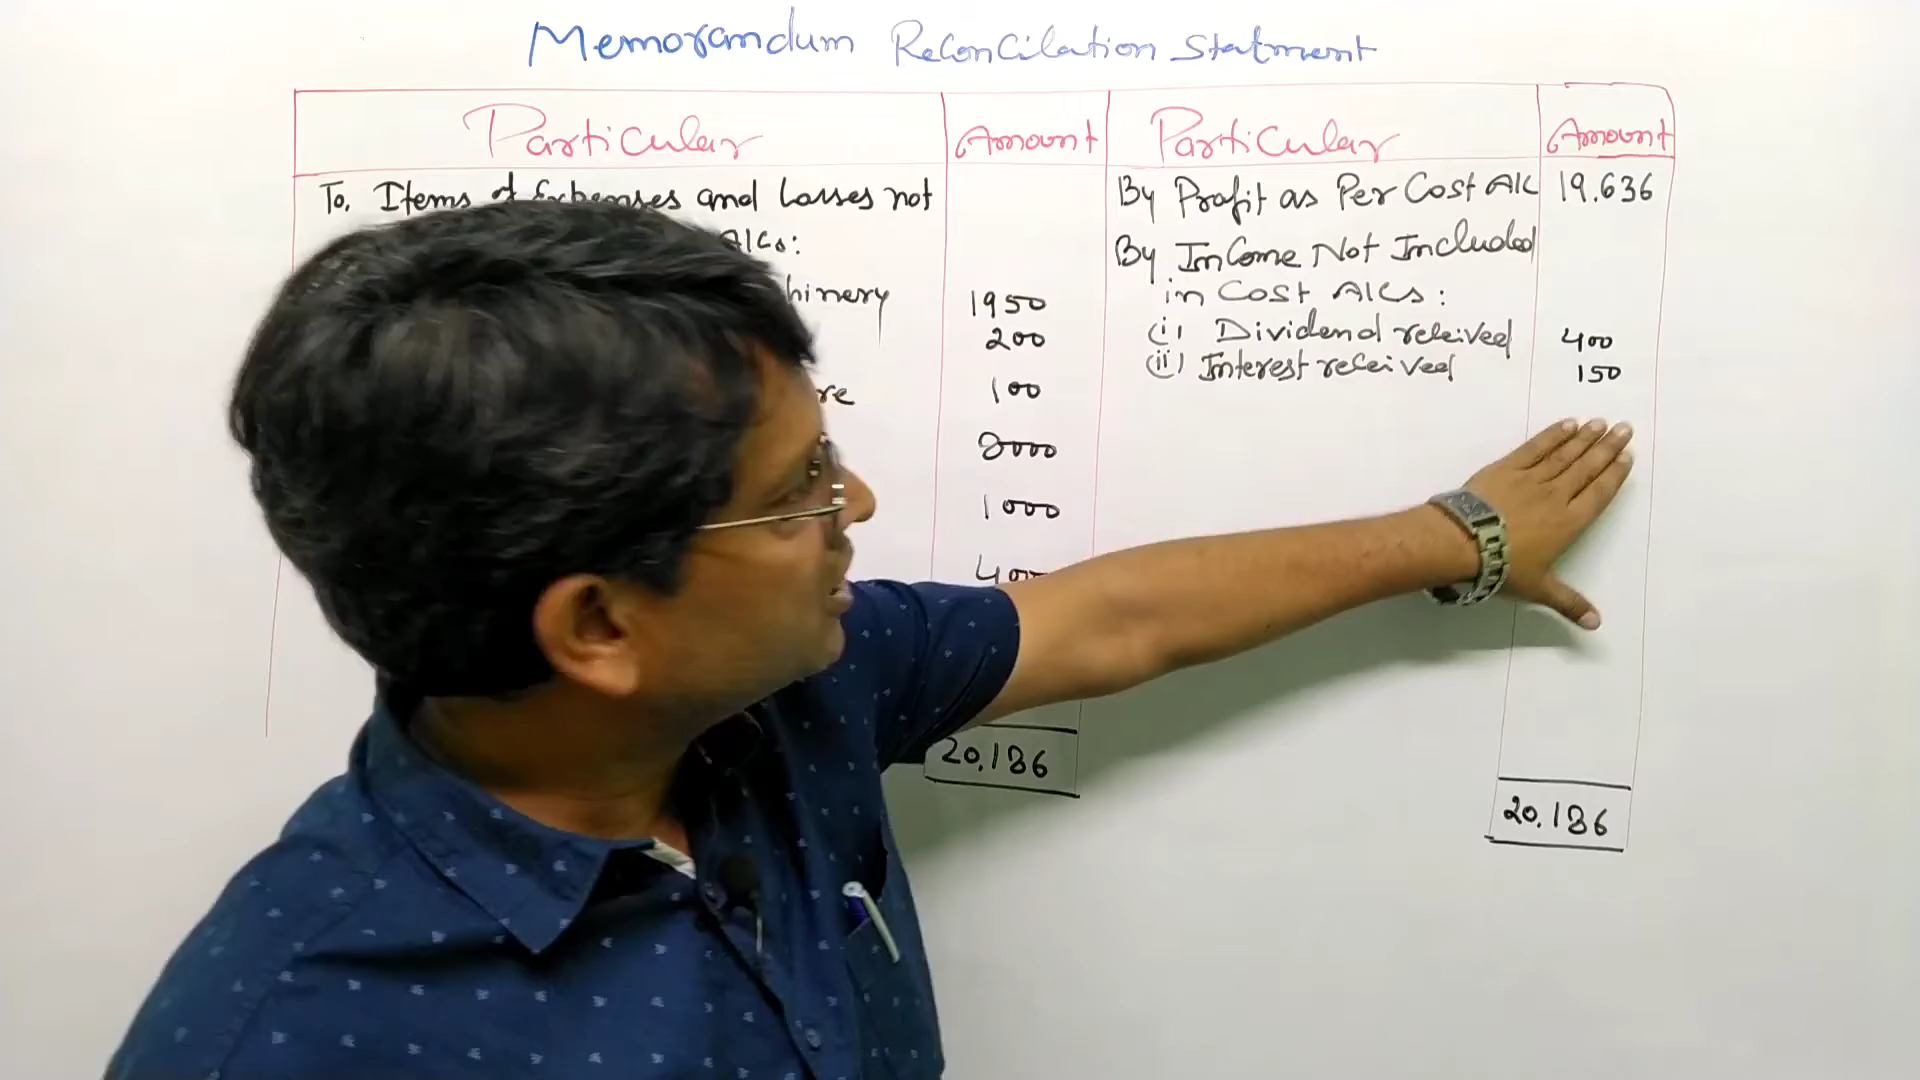 Memorandum Reconcilation Statment
Particular Amount Particular Amount
To, Items of Expenses and Losses not
A/Cs:
hinery 1950
200
re 100
8000
1000
20,186
By Profit as Per Cost A/C 19.636
By Income Not Included
in Cost A/Cs:
(i) Dividend received 400
(ii) Interest received 150
20,186